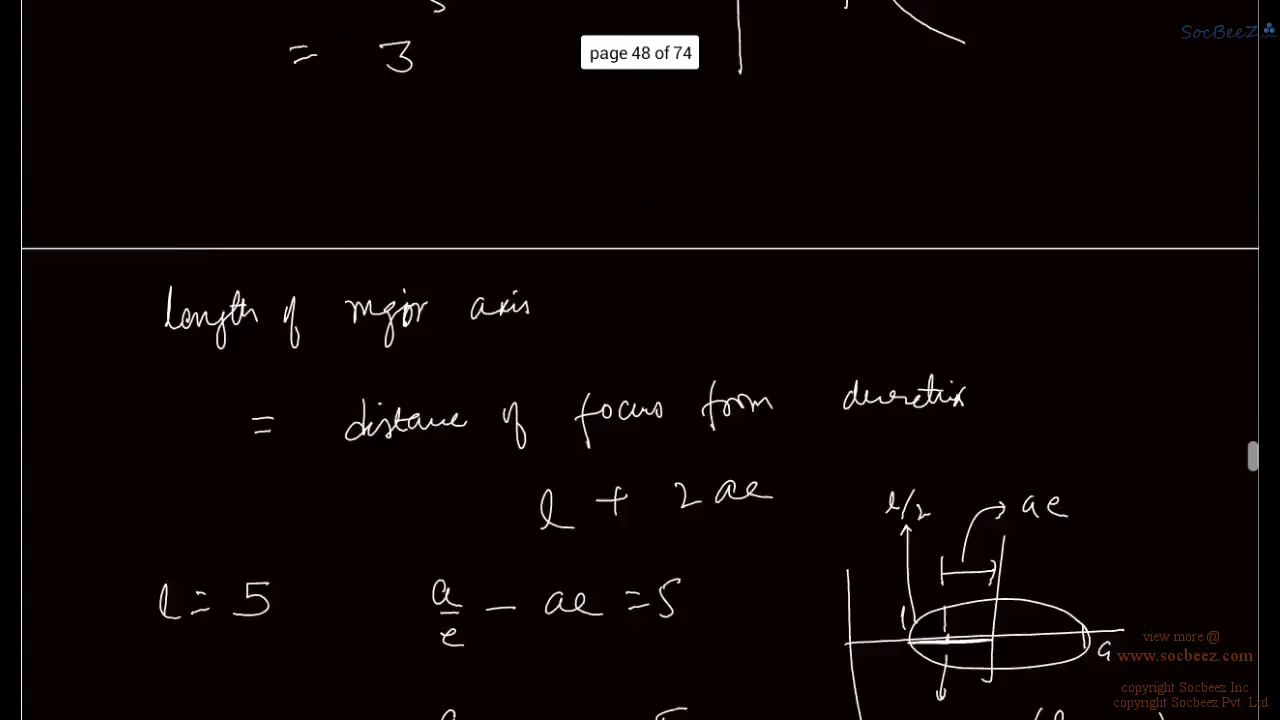 SocBeeZ
= 3
page 48 of 74
Length of major axis
= distance of focus from directix
l + 2ae
l/2
ae
l = 5
a/e - ae = 5
a
view more @
www.socbeez.com
copyright Socbeez Inc.
copyright Socbeez Pvt. Ltd.